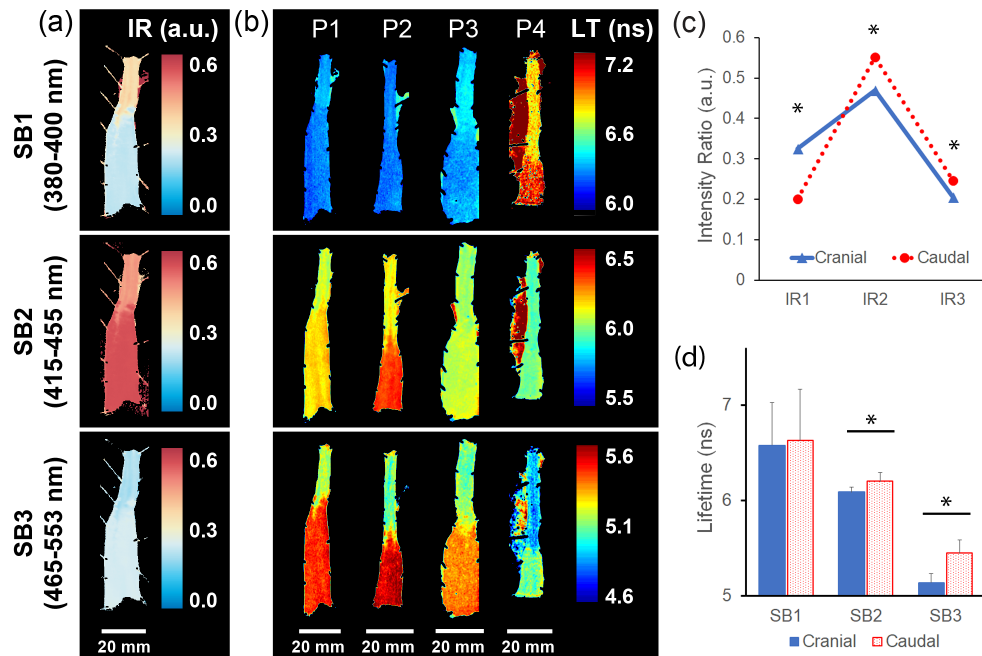 (a)
IR (a.u.)
SB1
(380-400 nm)
0.6
0.3
0.0
SB2
(415-455 nm)
0.6
0.3
0.0
SB3
(465-553 nm)
0.6
0.3
0.0
20 mm
(b)
P1 P2 P3 P4 LT (ns)
7.2
6.6
6.0
6.5
6.0
5.5
5.6
5.1
4.6
20 mm 20 mm 20 mm 20 mm
(c)
Intensity Ratio (a.u.)
0.6
0.5
0.4
0.3
0.2
0.1
0
*
*
*
Cranial Caudal
IR1 IR2 IR3
(d)
Lifetime (ns)
7
6
5
*
*
SB1 SB2 SB3
Cranial Caudal